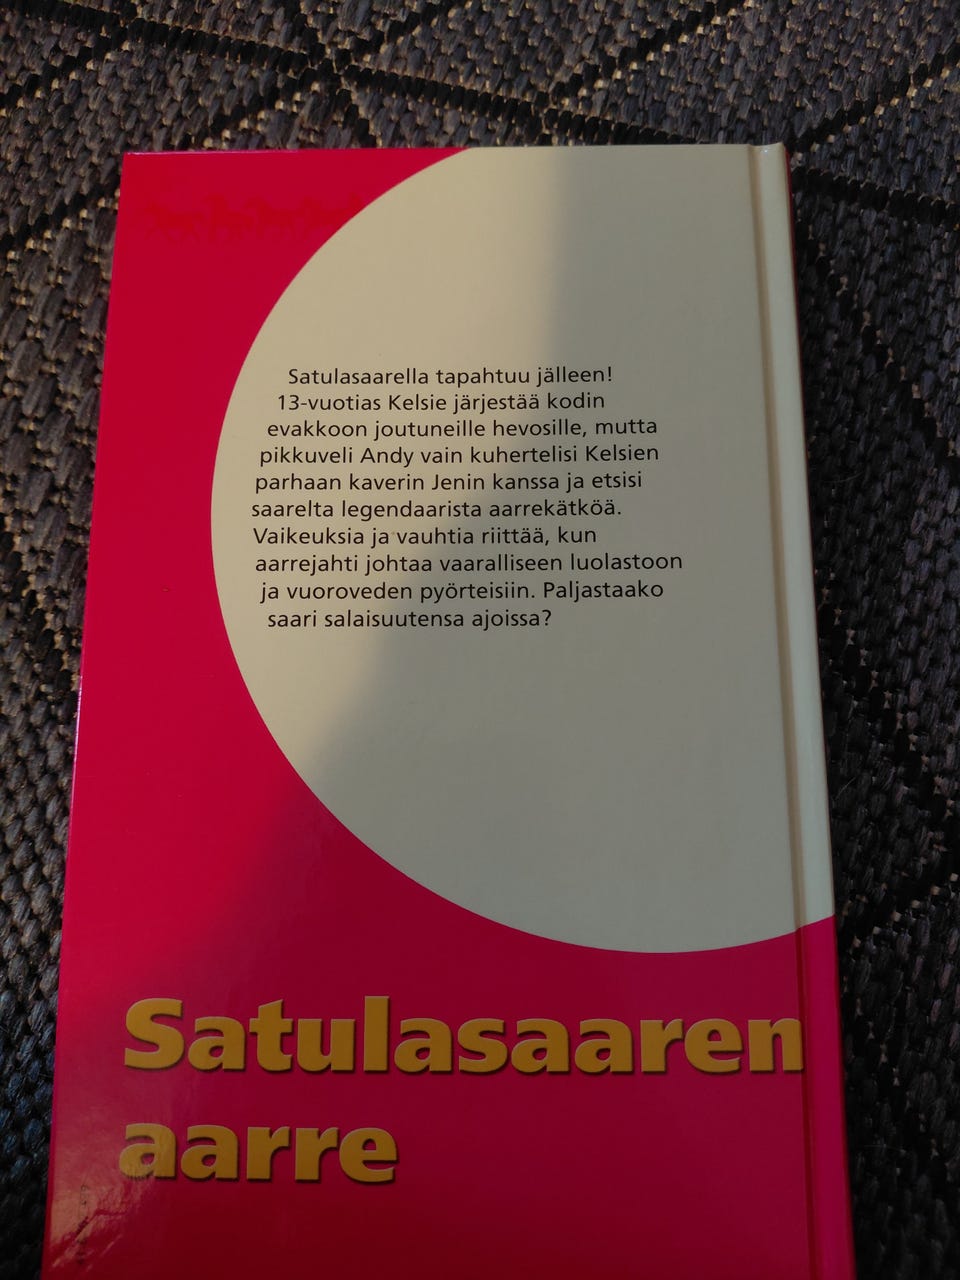 Satulasaarella tapahtuu jälleen!
13-vuotias Kelsie järjestää kodin
evakkoon joutuneille hevosille, mutta
pikkuveli Andy vain kuhertelisi Kelsien
parhaan kaverin Jenin kanssa ja etsisi
saarelta legendaarista aarrekätköä.
Vaikeuksia ja vauhtia riittää, kun
aarrejahti johtaa vaaralliseen luolastoon
ja vuoroveden pyörteisiin. Paljastaako
saari salaisuutensa ajoissa?
Satulasaaren
aarre